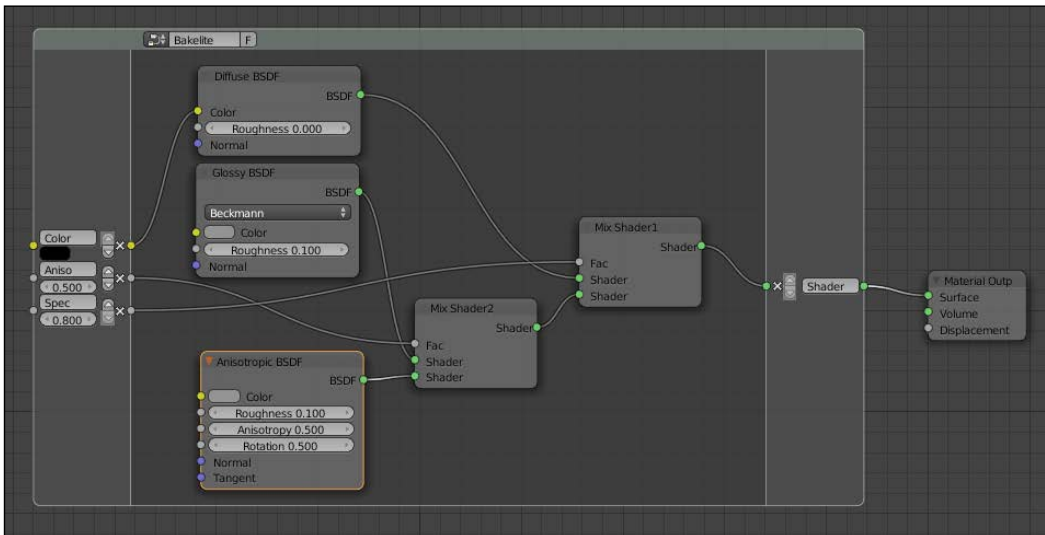 Bakelite F
Diffuse BSDF
BSDF
Color
Roughness 0.000
Normal
Glossy BSDF
BSDF
Beckmann
Color
Roughness 0.100
Normal
Color
Aniso
0.500
Spec
0.800
Anisotropic BSDF
BSDF
Color
Roughness 0.100
Anisotropy 0.500
Rotation 0.500
Normal
Tangent
Mix Shader2
Shader
Fac
Shader
Shader
Mix Shader1
Shader
Fac
Shader
Shader
Shader
Material Outp
Surface
Volume
Displacement